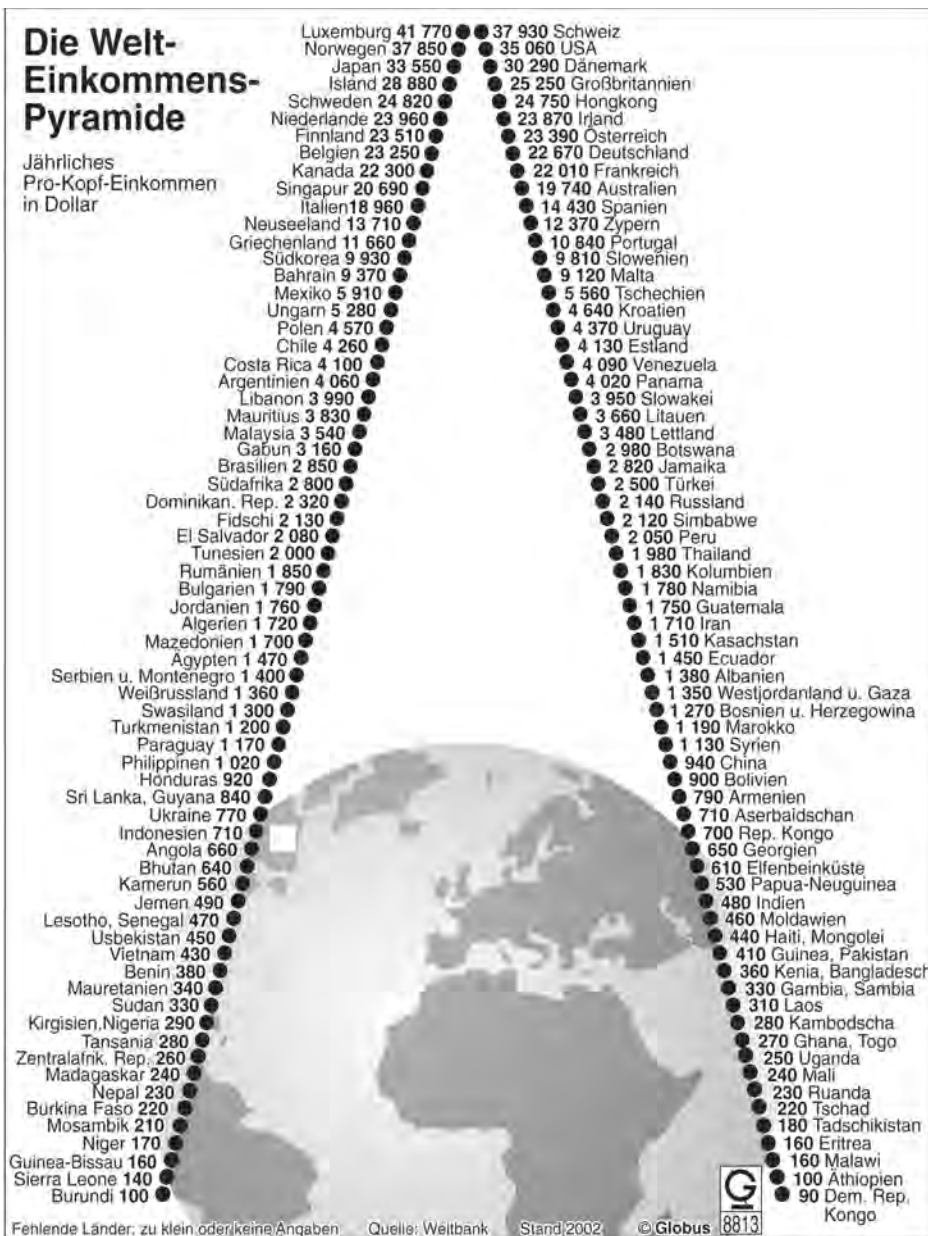 Die Welt-
Einkommens-
Pyramide
Jährliches
Pro-Kopf-Einkommen
in Dollar
Luxemburg 41 770
Norwegen 37 850
Japan 33 550
Island 28 880
Schweden 24 820
Niederlande 23 960
Finnland 23 510
Belgien 23 250
Kanada 22 300
Singapur 20 690
Italien 18 960
Neuseeland 13 710
Griechenland 11 660
Südkorea 9 930
Bahrain 9 370
Mexiko 5 910
Ungarn 5 280
Polen 4 570
Chile 4 260
Costa Rica 4 100
Argentinien 4 060
Libanon 3 990
Mauritius 3 830
Malaysia 3 540
Gabun 3 160
Brasilien 2 850
Südafrika 2 800
Dominikan. Rep. 2 320
Fidschi 2 130
El Salvador 2 080
Tunesien 2 000
Rumänien 1 850
Bulgarien 1 790
Jordanien 1 760
Algerien 1 720
Mazedonien 1 700
Ägypten 1 470
Serbien u. Montenegro 1 400
Weißrussland 1 360
Swasiland 1 300
Turkmenistan 1 200
Paraguay 1 170
Philippinen 1 020
Honduras 920
Sri Lanka, Guyana 840
Ukraine 770
Indonesien 710
Angola 660
Bhutan 640
Kamerun 560
Jemen 490
Lesotho, Senegal 470
Usbekistan 450
Vietnam 430
Benin 380
Mauretanien 340
Sudan 330
Kirgisien,Nigeria 290
Tansania 280
Zentralafrik. Rep. 260
Madagaskar 240
Nepal 230
Burkina Faso 220
Mosambik 210
Niger 170
Guinea-Bissau 160
Sierra Leone 140
Burundi 100
37 930 Schweiz
35 060 USA
30 290 Dänemark
25 250 Großbritannien
24 750 Hongkong
23 870 Irland
23 390 Österreich
22 670 Deutschland
22 010 Frankreich
19 740 Australien
14 430 Spanien
12 370 Zypern
10 840 Portugal
9 810 Slowenien
9 120 Malta
5 560 Tschechien
4 640 Kroatien
4 370 Uruguay
4 130 Estland
4 090 Venezuela
4 020 Panama
3 950 Slowakei
3 660 Litauen
3 480 Lettland
2 980 Botswana
2 820 Jamaika
2 500 Türkei
2 140 Russland
2 120 Simbabwe
2 050 Peru
1 980 Thailand
1 830 Kolumbien
1 780 Namibia
1 750 Guatemala
1 710 Iran
1 510 Kasachstan
1 450 Ecuador
1 380 Albanien
1 350 Westjordanland u. Gaza
1 270 Bosnien u. Herzegowina
1 190 Marokko
1 130 Syrien
940 China
900 Bolivien
790 Armenien
710 Aserbaidschan
700 Rep. Kongo
650 Georgien
610 Elfenbeinküste
530 Papua-Neuguinea
480 Indien
460 Moldawien
440 Haiti, Mongolei
410 Guinea, Pakistan
360 Kenia, Bangladesch
330 Gambia, Sambia
310 Laos
280 Kambodscha
270 Ghana, Togo
250 Uganda
240 Mali
230 Ruanda
220 Tschad
180 Tadschikistan
160 Eritrea
160 Malawi
100 Äthiopien
90 Dem. Rep.
Kongo
Fehlende Länder: zu klein oder keine Angaben Quelle: Weltbank Stand 2002 © Globus
G
8813